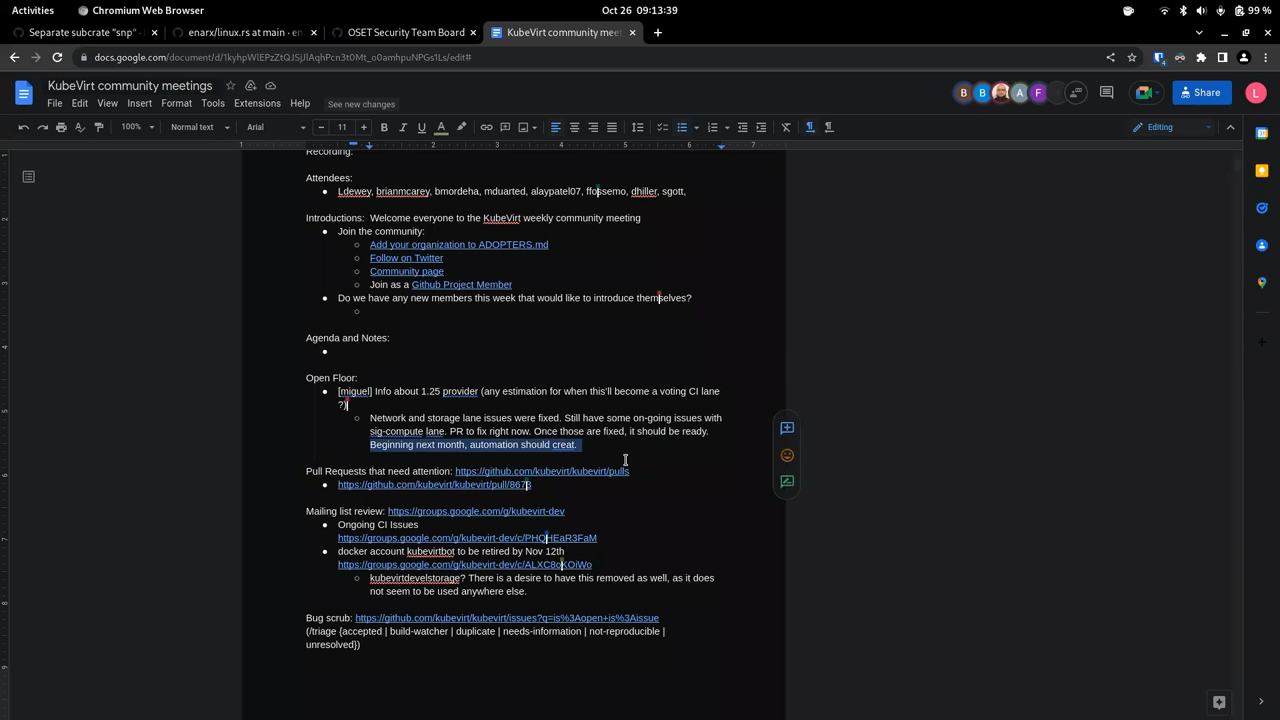 Activities
Chromium Web Browser
Oct 26 09:13:39
99 %
Separate subcrate "snp" ·
enarx/linux.rs at main · en
OSET Security Team Board
KubeVirt community meet
docs.google.com/document/d/1kyhpWlEPzZtQJSjJlAqhPcn3t0Mt_o0amhpuNPGs1Ls/edit#
KubeVirt community meetings
B B A F
Share
L
File Edit View Insert Format Tools Extensions Help
See new changes
100% Normal text Arial 11
Editing
1 1 2 3 4 5 6 7
Recording:
Attendees:
Ldewey, brianmcarey, bmordeha, mduarted, alaypatel07, ffossemo, dhiller, sgott,
Introductions: Welcome everyone to the KubeVirt weekly community meeting
Join the community:
Add your organization to ADOPTERS.md
Follow on Twitter
Community page
Join as a Github Project Member
Do we have any new members this week that would like to introduce themselves?
Agenda and Notes:
Open Floor:
[miguel] Info about 1.25 provider (any estimation for when this'll become a voting CI lane
?)
Network and storage lane issues were fixed. Still have some on-going issues with
sig-compute lane. PR to fix right now. Once those are fixed, it should be ready.
Beginning next month, automation should creat.
Pull Requests that need attention: https://github.com/kubevirt/kubevirt/pulls
https://github.com/kubevirt/kubevirt/pull/8673
Mailing list review: https://groups.google.com/g/kubevirt-dev
Ongoing CI Issues
https://groups.google.com/g/kubevirt-dev/c/PHQHEaR3FaM
docker account kubevirtbot to be retired by Nov 12th
https://groups.google.com/g/kubevirt-dev/c/ALXC8oKOiWo
kubevirtdevelstorage? There is a desire to have this removed as well, as it does
not seem to be used anywhere else.
Bug scrub: https://github.com/kubevirt/kubevirt/issues?q=is%3Aopen+is%3Aissue
(/triage {accepted | build-watcher | duplicate | needs-information | not-reproducible |
unresolved})